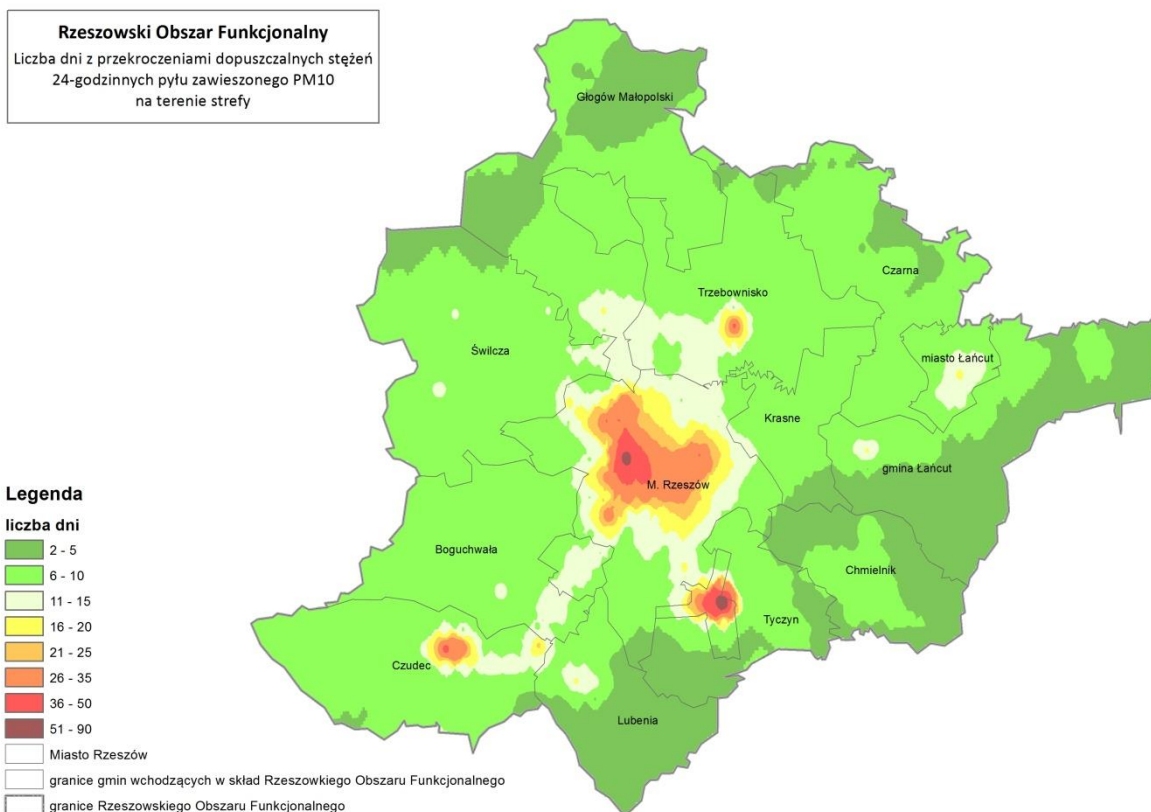 Rzeszowski Obszar Funkcjonalny
Liczba dni z przekroczeniami dopuszczalnych stężeń
24-godzinnych pyłu zawieszonego PM10
na terenie strefy
Głogów Małopolski
Czarna
Trzebownisko
Świlcza
miasto Łańcut
Krasne
gmina Łańcut
M. Rzeszów
Boguchwała
Chmielnik
Tyczyn
Czudec
Lubenia
Legenda
liczba dni
2 - 5
6 - 10
11 - 15
16 - 20
21 - 25
26 - 35
36 - 50
51 - 90
Miasto Rzeszów
granice gmin wchodzących w skład Rzeszowkiego Obszaru Funkcjonalnego
granice Rzeszowskiego Obszaru Funkcjonalnego